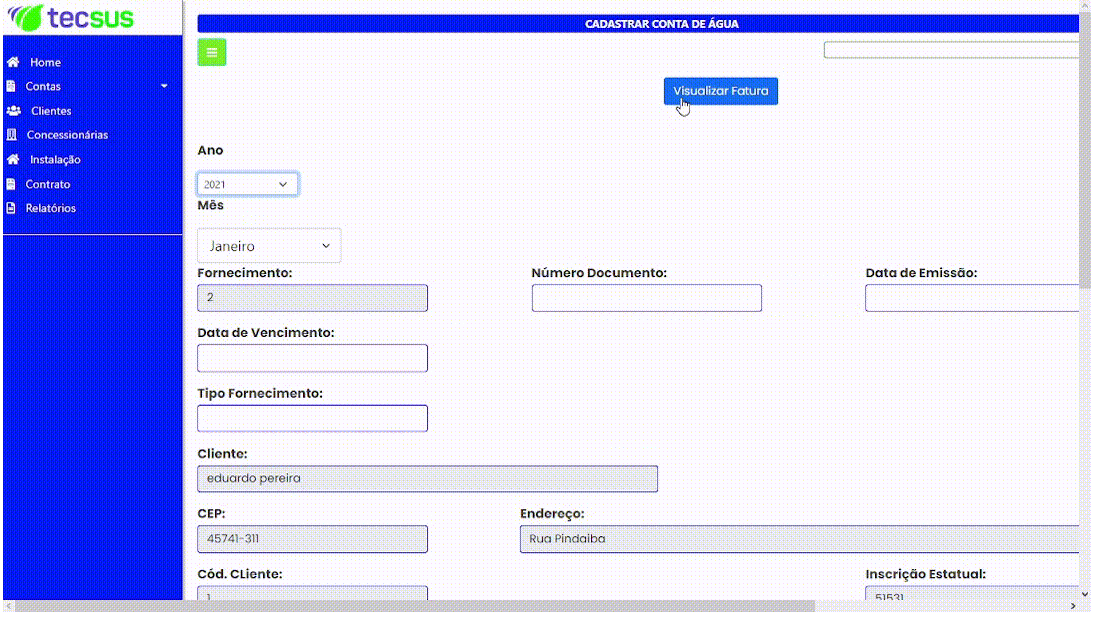 tecsus
CADASTRAR CONTA DE ÁGUA
Home
Contas
Clientes
Concessionárias
Instalação
Contrato
Relatórios
Visualizar Fatura
Ano
2021
Mês
Janeiro
Fornecimento: Número Documento: Data de Emissão:
2
Data de Vencimento:
Tipo Fornecimento:
Cliente:
eduardo pereira
CEP: Endereço:
45741-311 Rua Pindaiba
Cód. CLiente: Inscrição Estatual:
1 51531